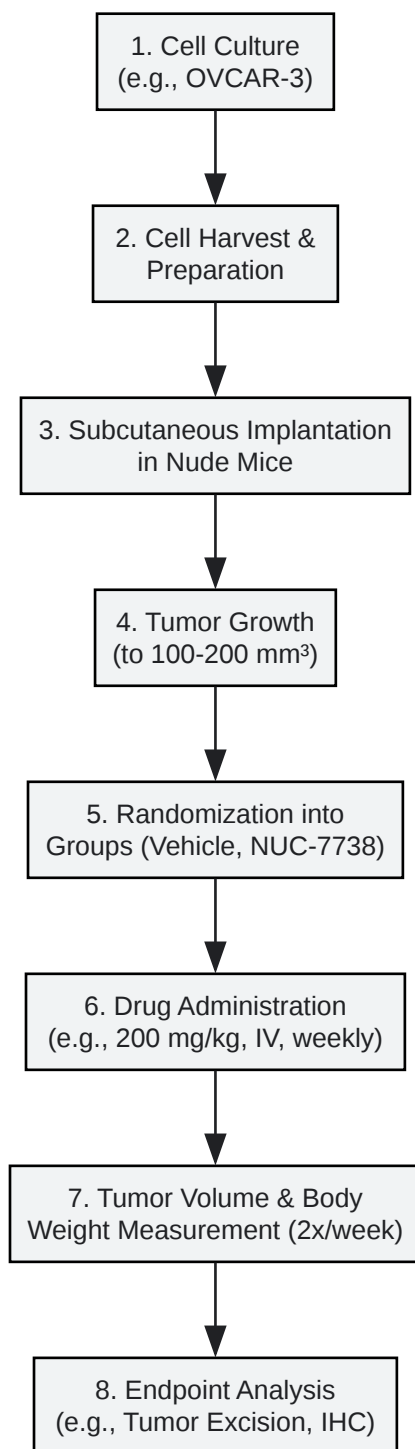 1. Cell Culture
(e.g., OVCAR-3)
2. Cell Harvest &
Preparation
3. Subcutaneous Implantation
in Nude Mice
4. Tumor Growth
(to 100-200 mm³)
5. Randomization into
Groups (Vehicle, NUC-7738)
6. Drug Administration
(e.g., 200 mg/kg, IV, weekly)
7. Tumor Volume & Body
Weight Measurement (2x/week)
8. Endpoint Analysis
(e.g., Tumor Excision, IHC)